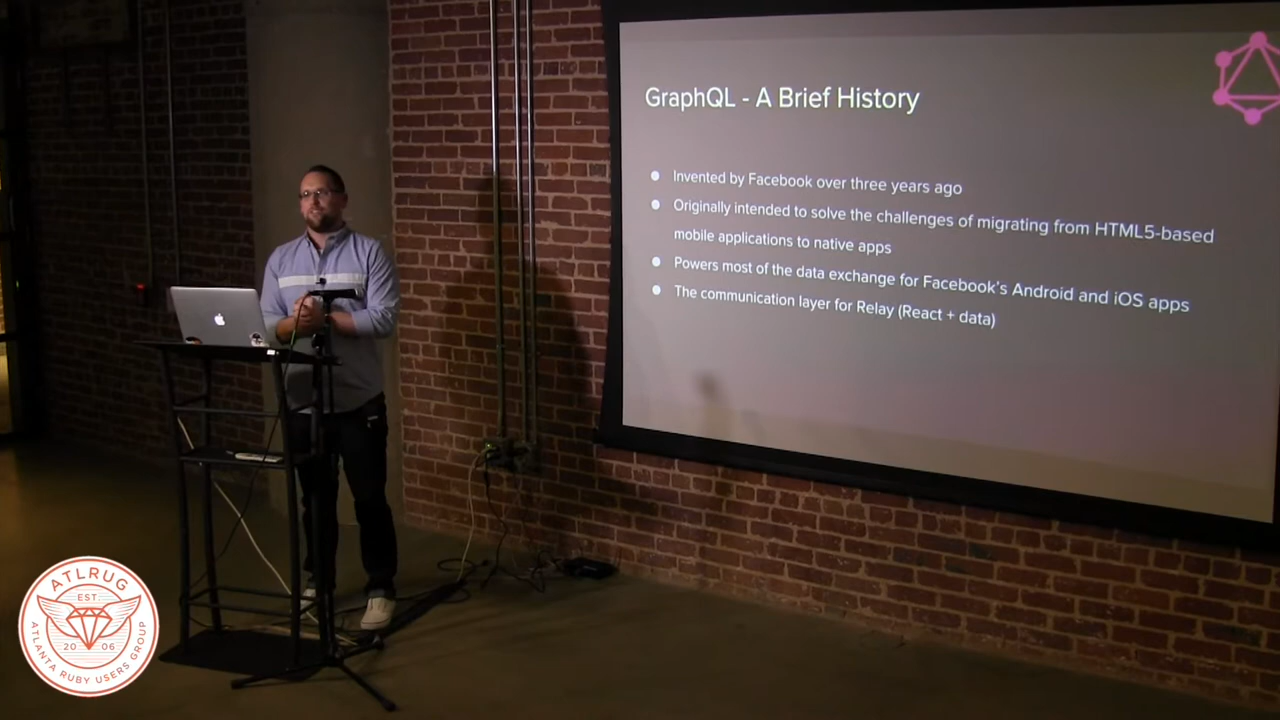 GraphQL - A Brief History
Invented by Facebook over three years ago
Originally intended to solve the challenges of migrating from HTML5-based
mobile applications to native apps
Powers most of the data exchange for Facebook's Android and iOS apps
The communication layer for Relay (React + data)
ATLRUG
EST.
20 06
ATLANTA RUBY USERS GROUP